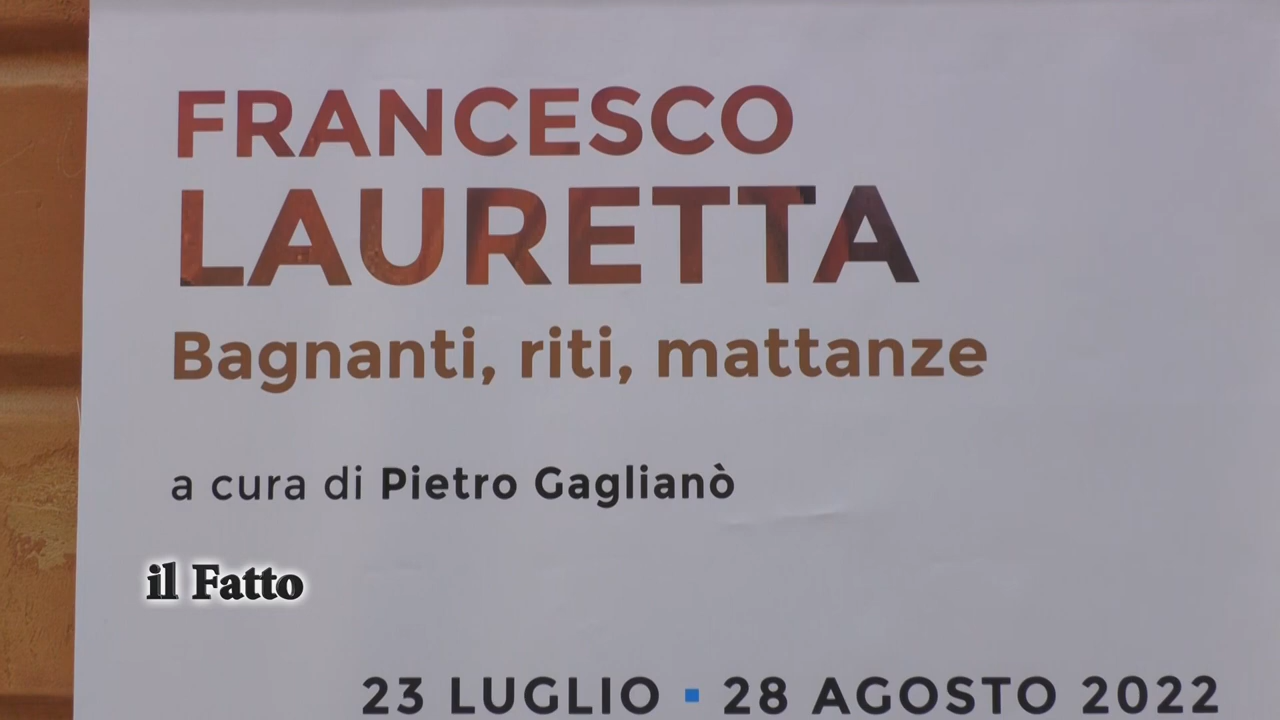 FRANCESCO
LAURETTA
Bagnanti, riti, mattanze
a cura di Pietro Gaglianò
il Fatto
23 LUGLIO ▪ 28 AGOSTO 2022